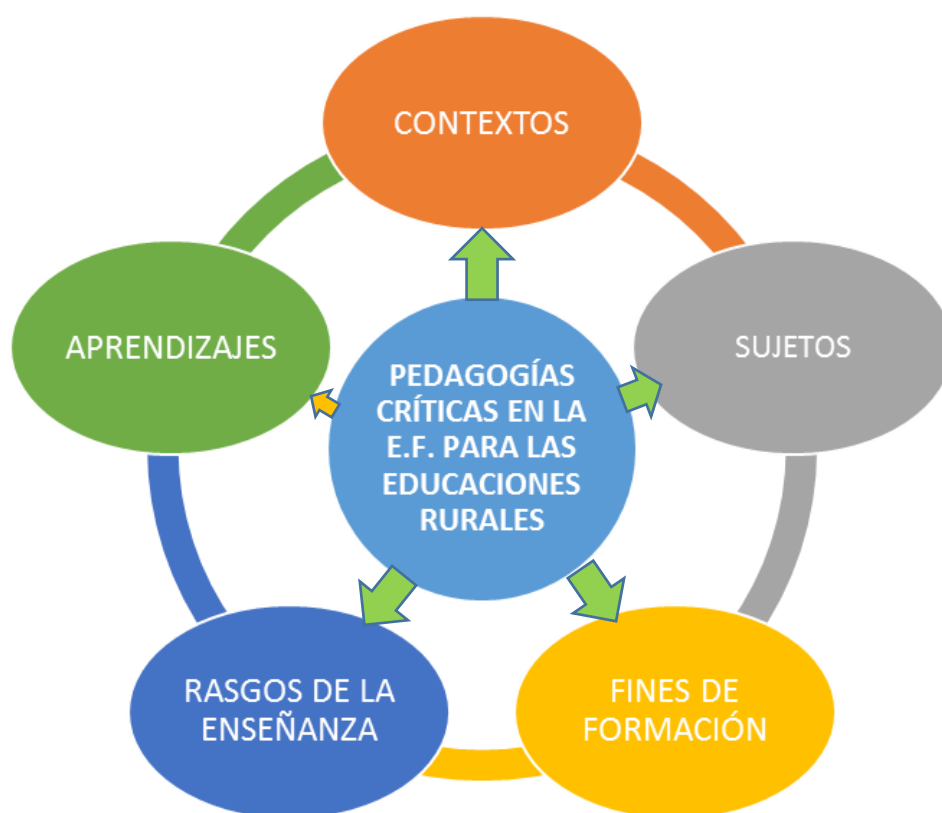 CONTEXTOS
SUJETOS
FINES DE
FORMACIÓN
RASGOS DE LA
ENSEÑANZA
APRENDIZAJES
PEDAGOGÍAS
CRÍTICAS EN LA
E.F. PARA LAS
EDUCACIONES
RURALES